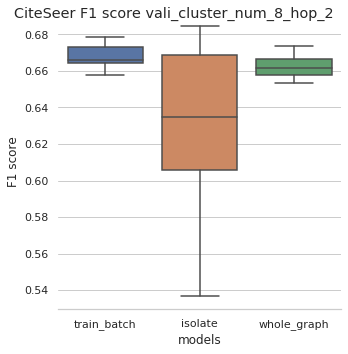 CiteSeer F1 score vali_cluster_num_8_hop_2
0.68
0.66
0.64
0.62
0.60
0.58
0.56
0.54
F1 score
train_batch
isolate
whole_graph
models